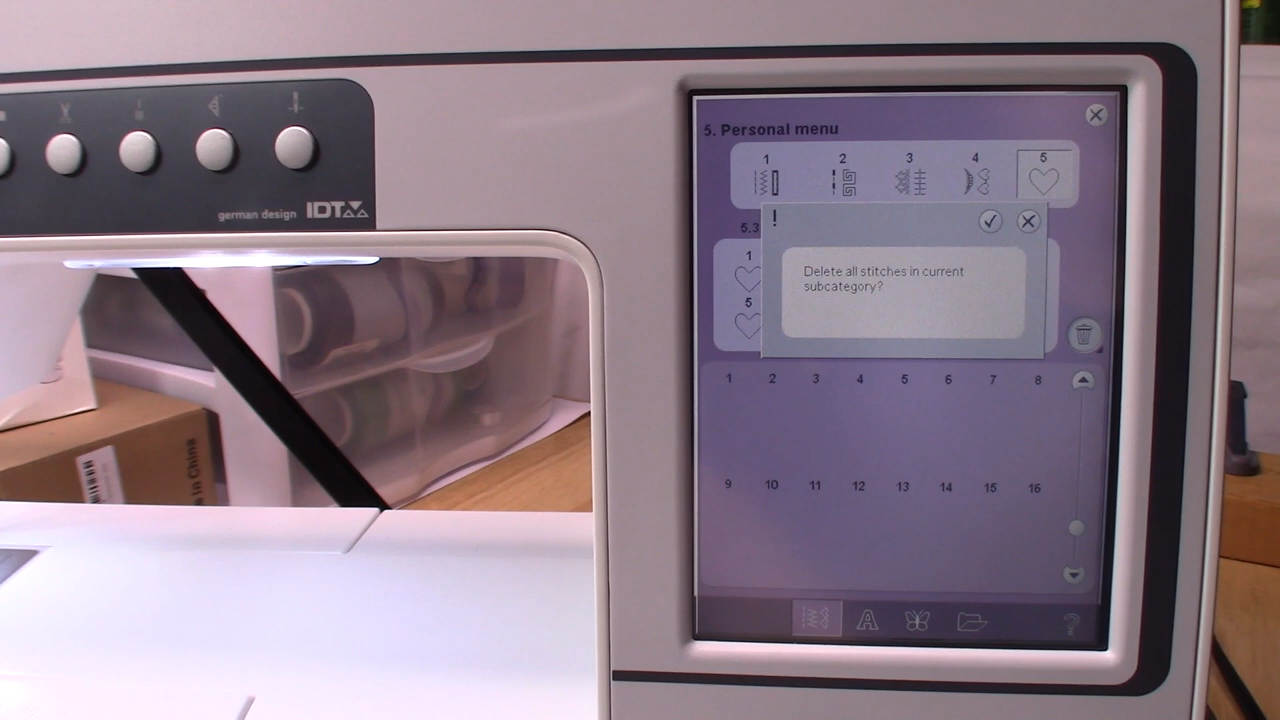 german design IDT
5. Personal menu
1 2 3 4 5
5.3
1
5
!
Delete all stitches in current
subcategory?
1 2 3 4 5 6 7 8
9 10 11 12 13 14 15 16
A
in China